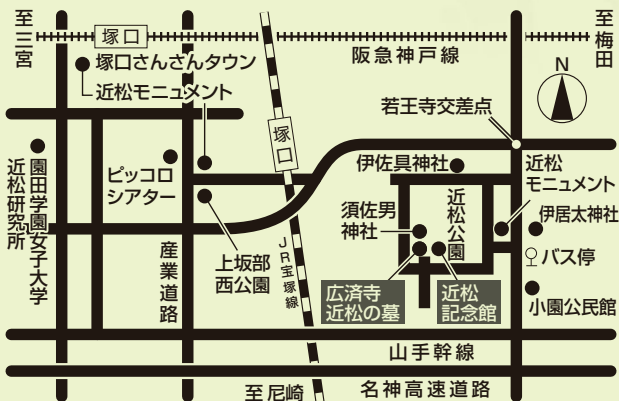 至三宮
塚口
阪急神戸線
至梅田
塚口さんさんタウン
近松モニュメント
N
若王寺交差点
塚口
園田学園女子大学
近松研究所
ピッコロ
シアター
伊佐具神社
近松
モニュメント
須佐男
神社
近松公園
伊居太神社
上坂部
西公園
産業道路
JR宝塚線
バス停
広済寺
近松の墓
近松
記念館
小園公民館
山手幹線
至尼崎
名神高速道路